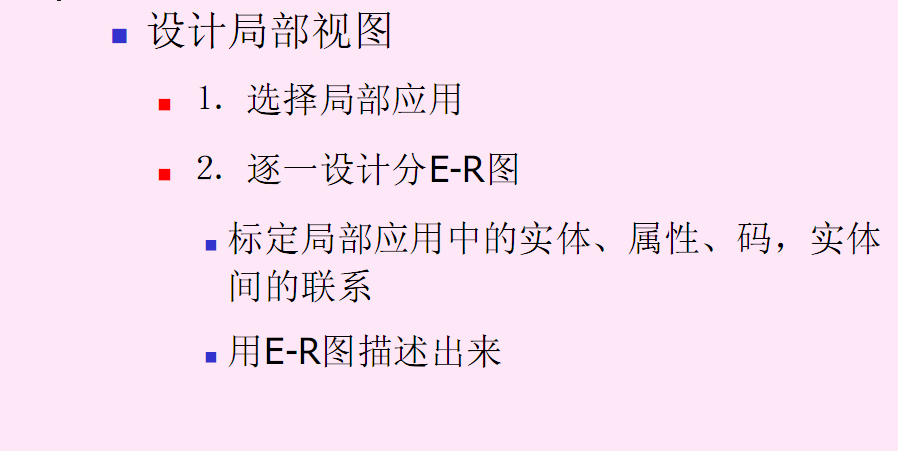 设计局部视图
1．选择局部应用
2．逐一设计分E-R图
标定局部应用中的实体、属性、码，实体
间的联系
用E-R图描述出来